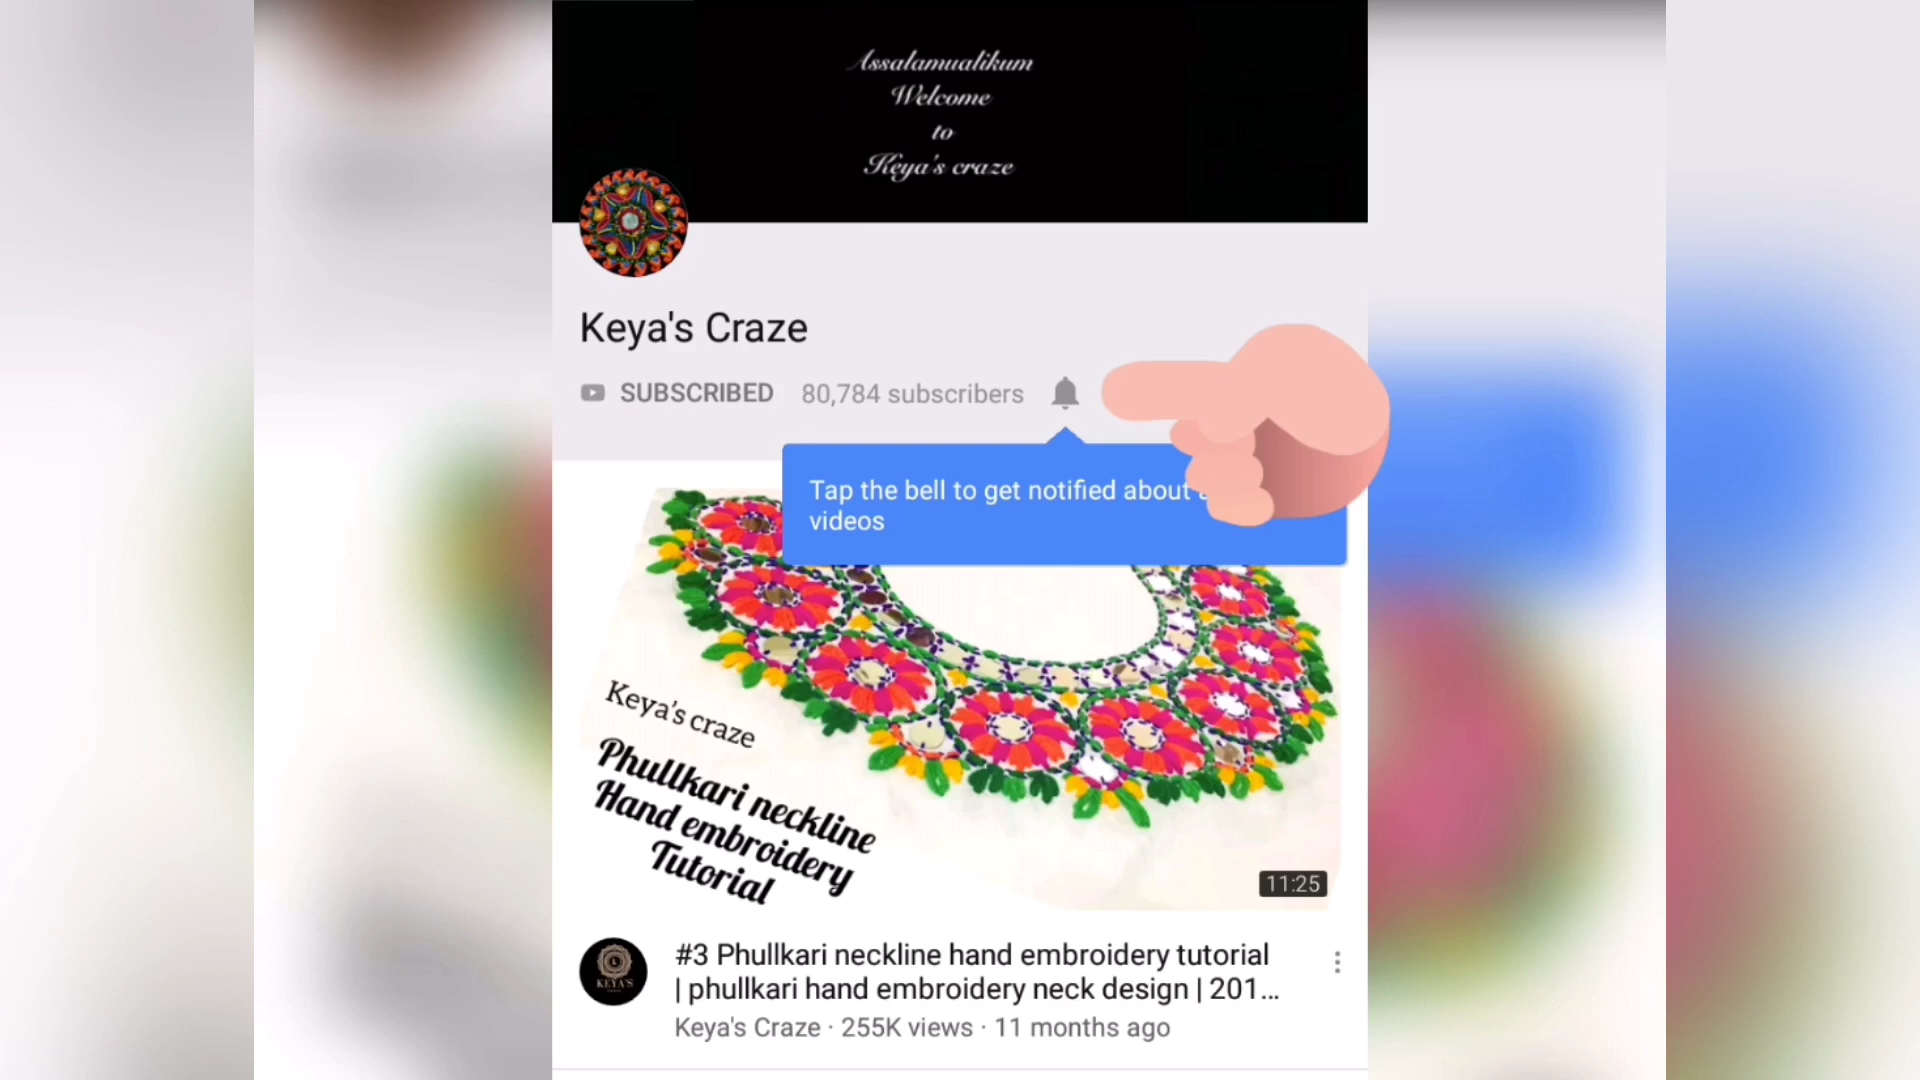 Assalamualikum
Welcome
to
Keya's craze
Keya's Craze
SUBSCRIBED 80,784 subscribers
Tap the bell to get notified about
videos
Keya's craze
Phullkari neckline
Hand embroidery
Tutorial
11:25
KEYA'S
#3 Phullkari neckline hand embroidery tutorial
| phullkari hand embroidery neck design | 201...
Keya's Craze · 255K views · 11 months ago